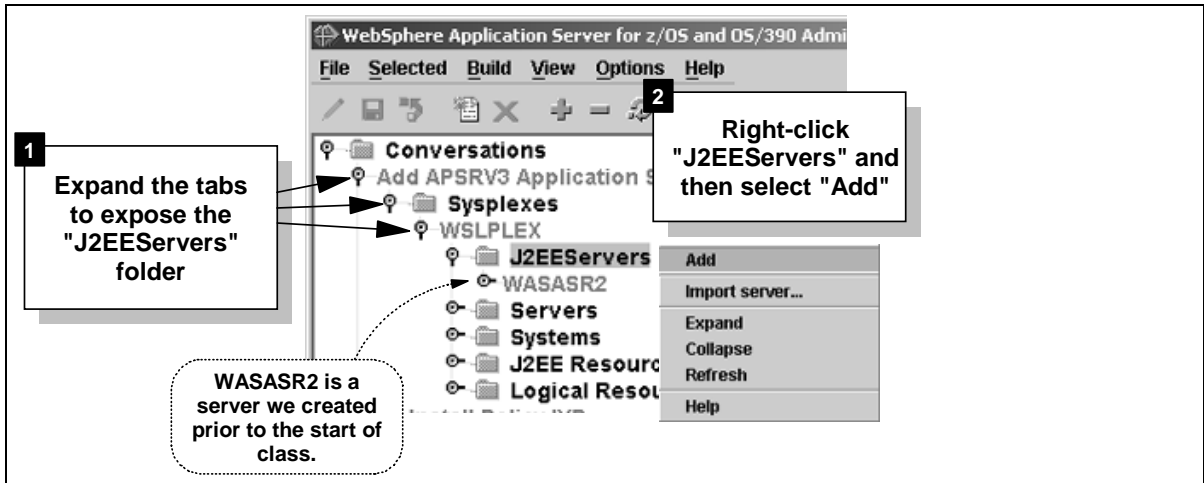 WebSphere Application Server for z/OS and OS/390 Admi
File Selected Build View Options Help
1
Expand the tabs
to expose the
"J2EEServers"
folder
2
Right-click
"J2EEServers" and
then select "Add"
Conversations
Add APSRV3 Application S
Sysplexes
WSLPLEX
J2EEServers
WASASR2
Servers
Systems
J2EE Resourc
Logical Resou
Add
Import server...
Expand
Collapse
Refresh
Help
WASASR2 is a
server we created
prior to the start of
class.